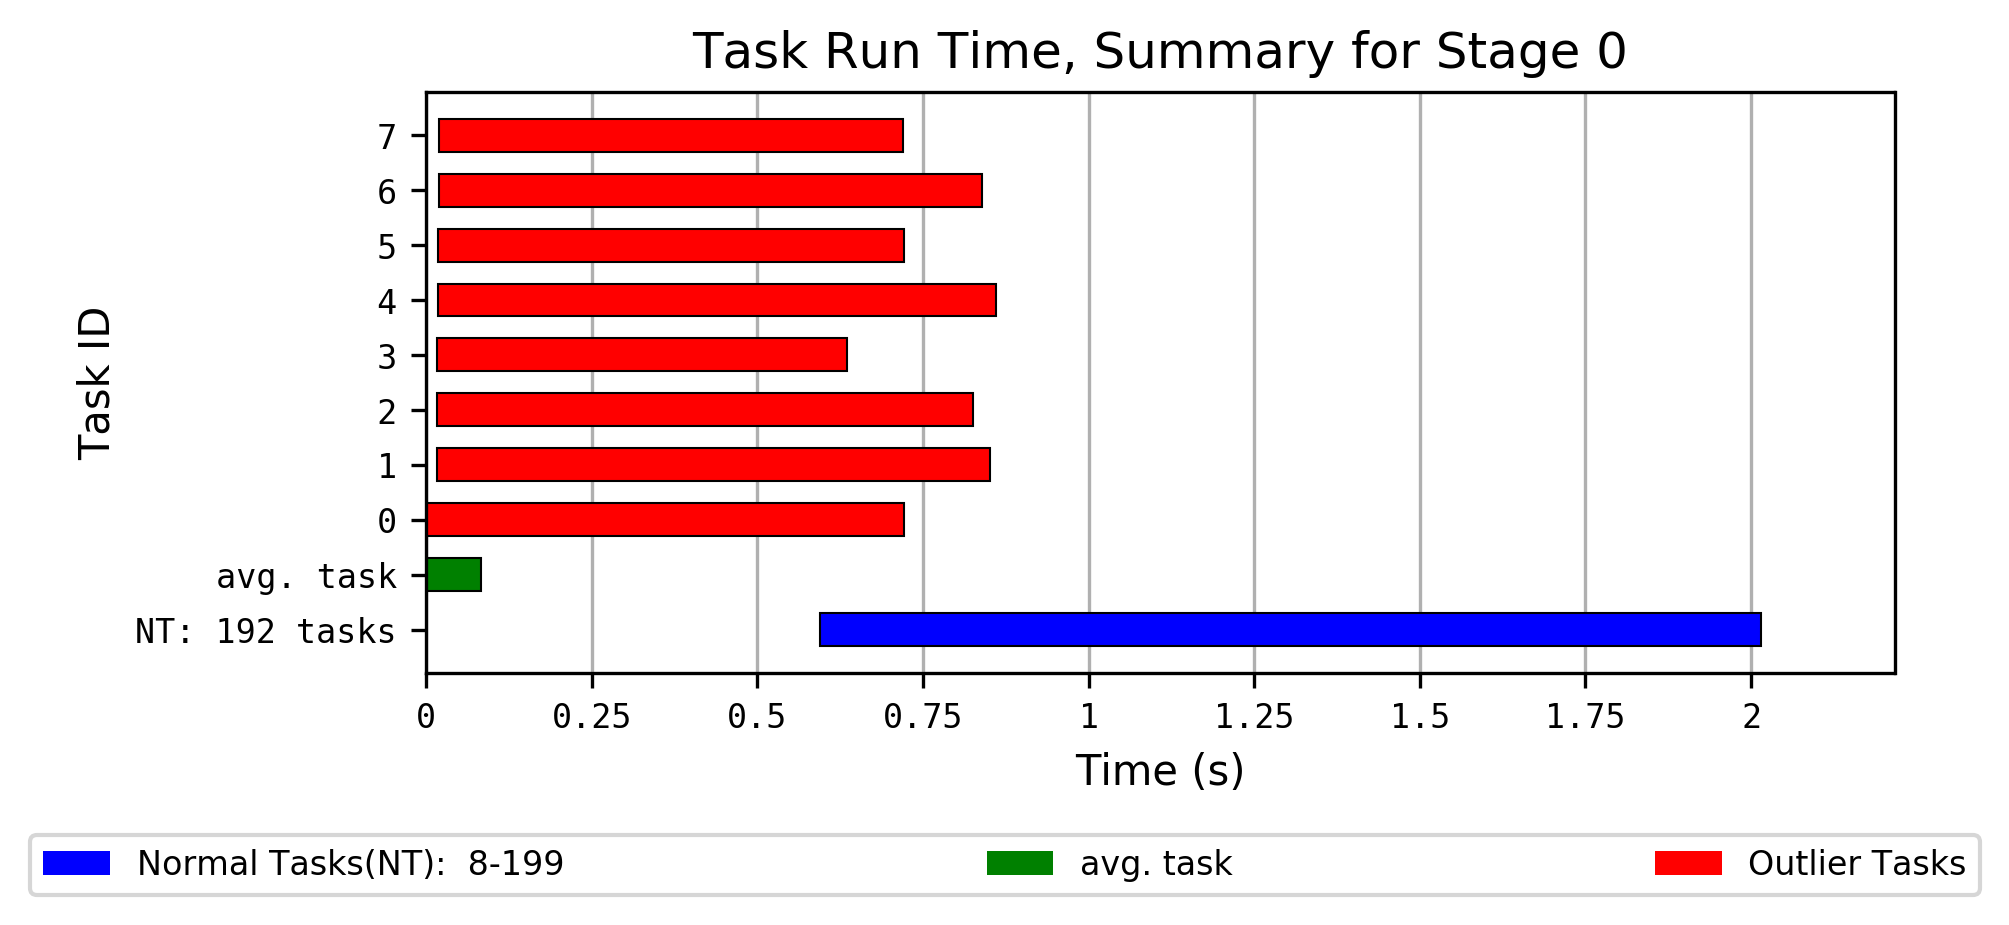 Task Run Time, Summary for Stage 0
Task ID
7
6
5
4
3
2
1
0
avg. task
NT: 192 tasks
0 0.25 0.5 0.75 1 1.25 1.5 1.75 2
Time (s)
Normal Tasks(NT):  8-199 avg. task Outlier Tasks